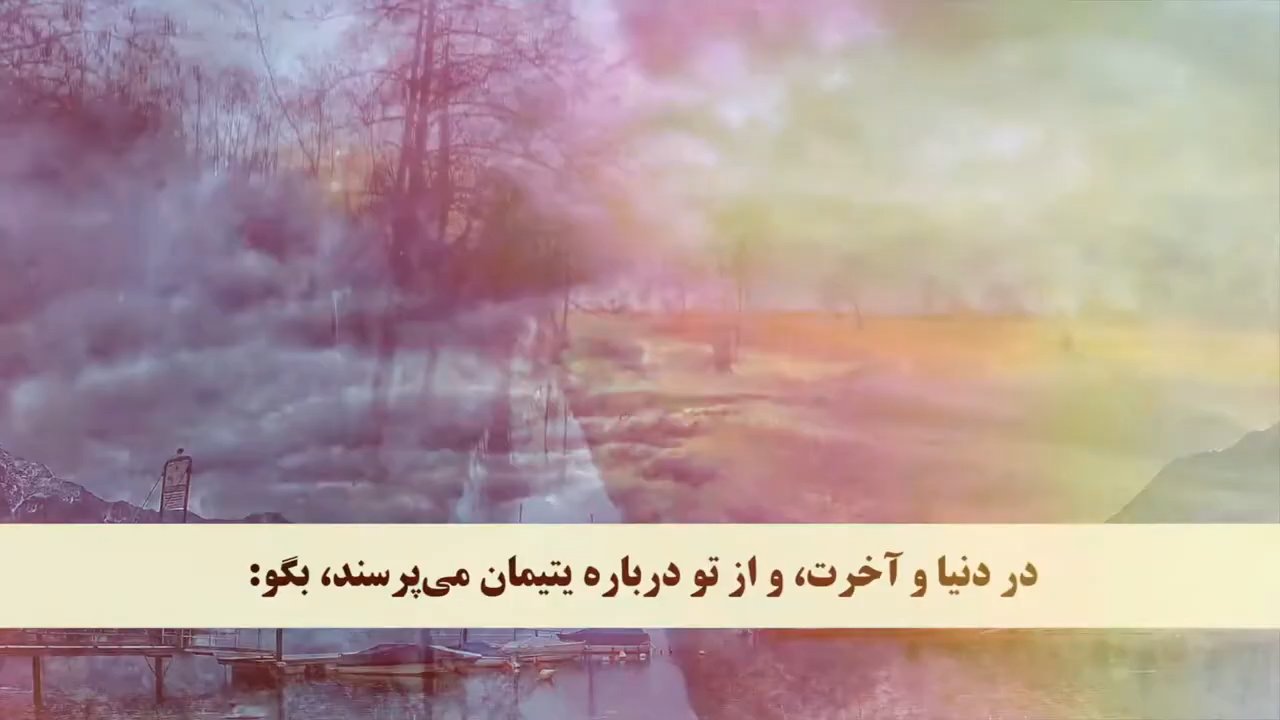 در دنیا و آخرت، و از تو درباره یتیمان می‌پرسند، بگو: